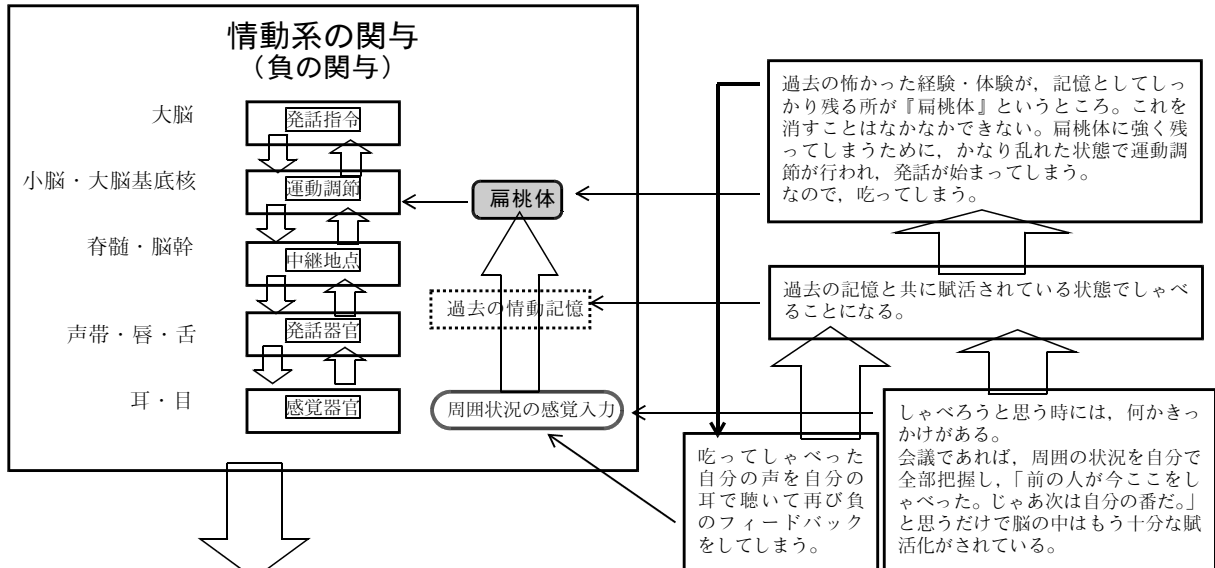 情動系の関与
（負の関与）
大脳
発話指令
小脳・大脳基底核
運動調節
脊髄・脳幹
中継地点
声帯・唇・舌
発話器官
耳・目
感覚器官
扁桃体
過去の情動記憶
周囲状況の感覚入力
過去の怖かった経験・体験が，記憶としてしっ
かり残る所が『扁桃体』というところ。これを
消すことはなかなかできない。扁桃体に強く残
ってしまうために，かなり乱れた状態で運動調
節が行われ，発話が始まってしまう。
なので，吃ってしまう。
過去の記憶と共に賦活されている状態でしゃべ
ることになる。
吃ってしゃべった
自分の声を自分の
耳で聴いて再び負
のフィードバック
をしてしまう。
しゃべろうと思う時には，何かきっ
かけがある。
会議であれば，周囲の状況を自分で
全部把握し，「前の人が今ここをし
ゃべった。じゃあ次は自分の番だ。」
と思うだけで脳の中はもう十分な賦
活化がされている。